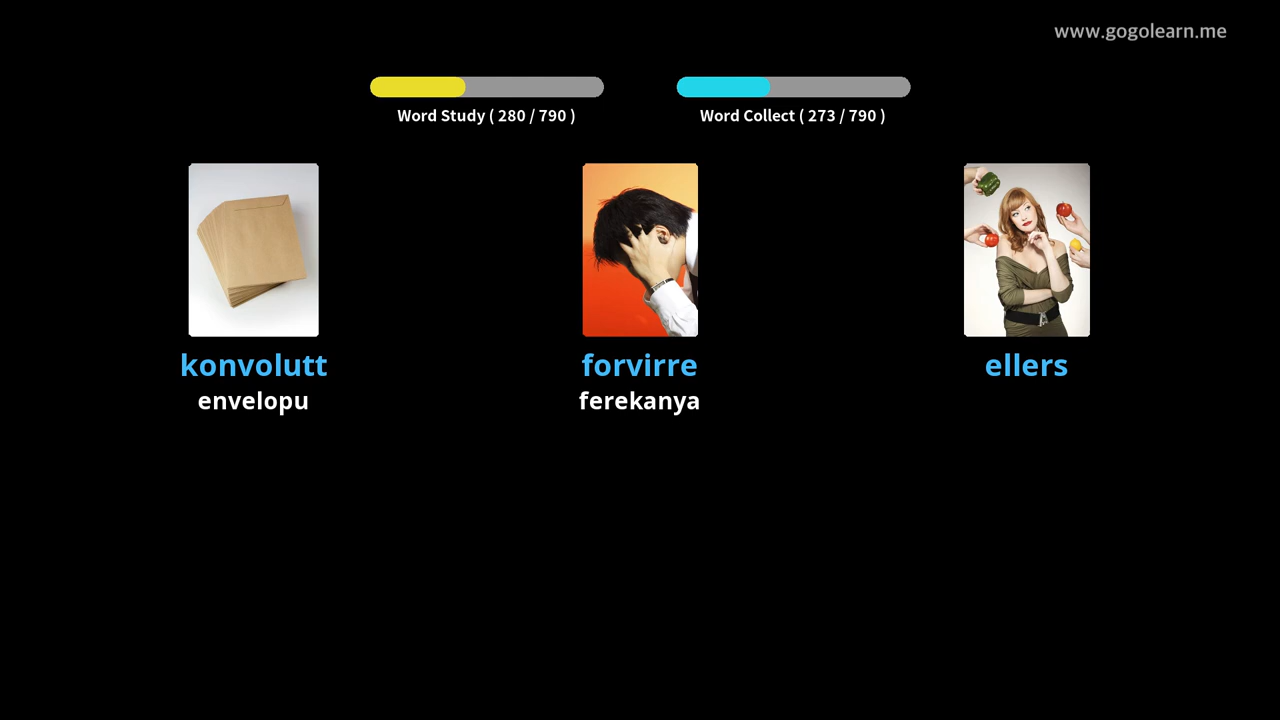 www.gogolearn.me
Word Study ( 280 / 790 )
Word Collect ( 273 / 790 )
konvolutt
envelopu
forvirre
ferekanya
ellers